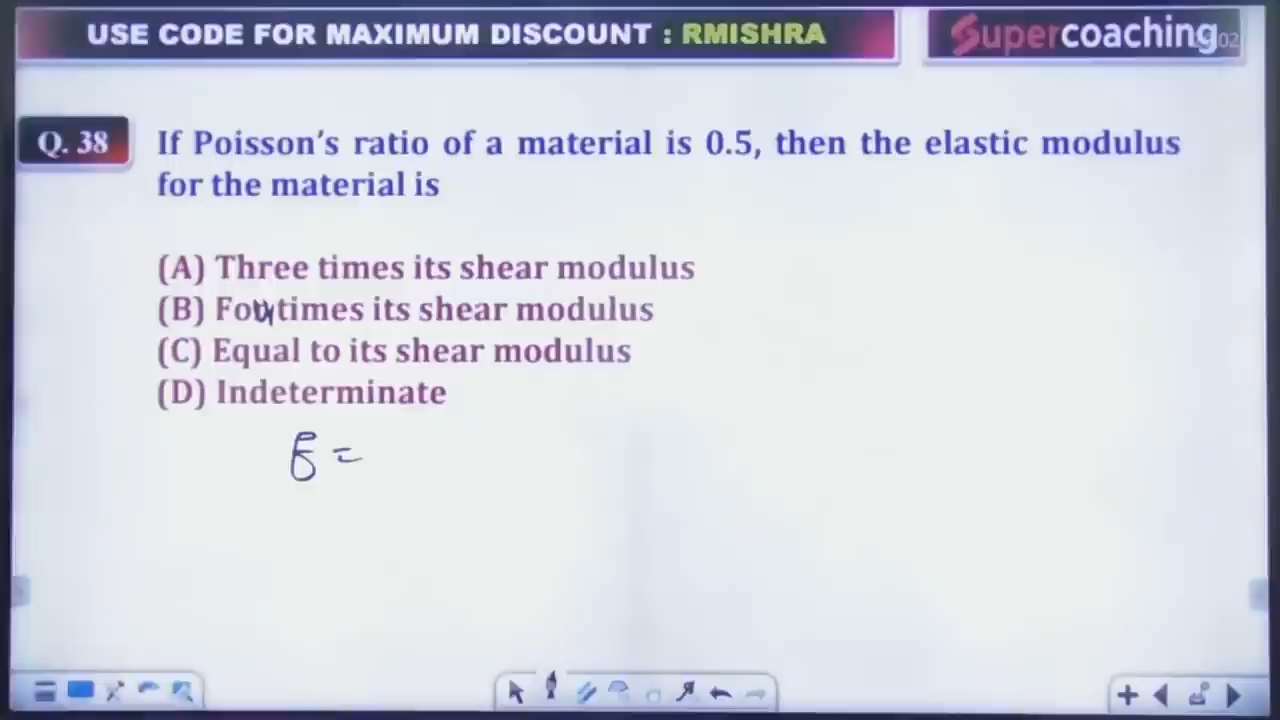 USE CODE FOR MAXIMUM DISCOUNT : RMISHRA
Supercoaching
Q. 38
If Poisson's ratio of a material is 0.5, then the elastic modulus
for the material is
(A) Three times its shear modulus
(B) Four times its shear modulus
(C) Equal to its shear modulus
(D) Indeterminate
E =